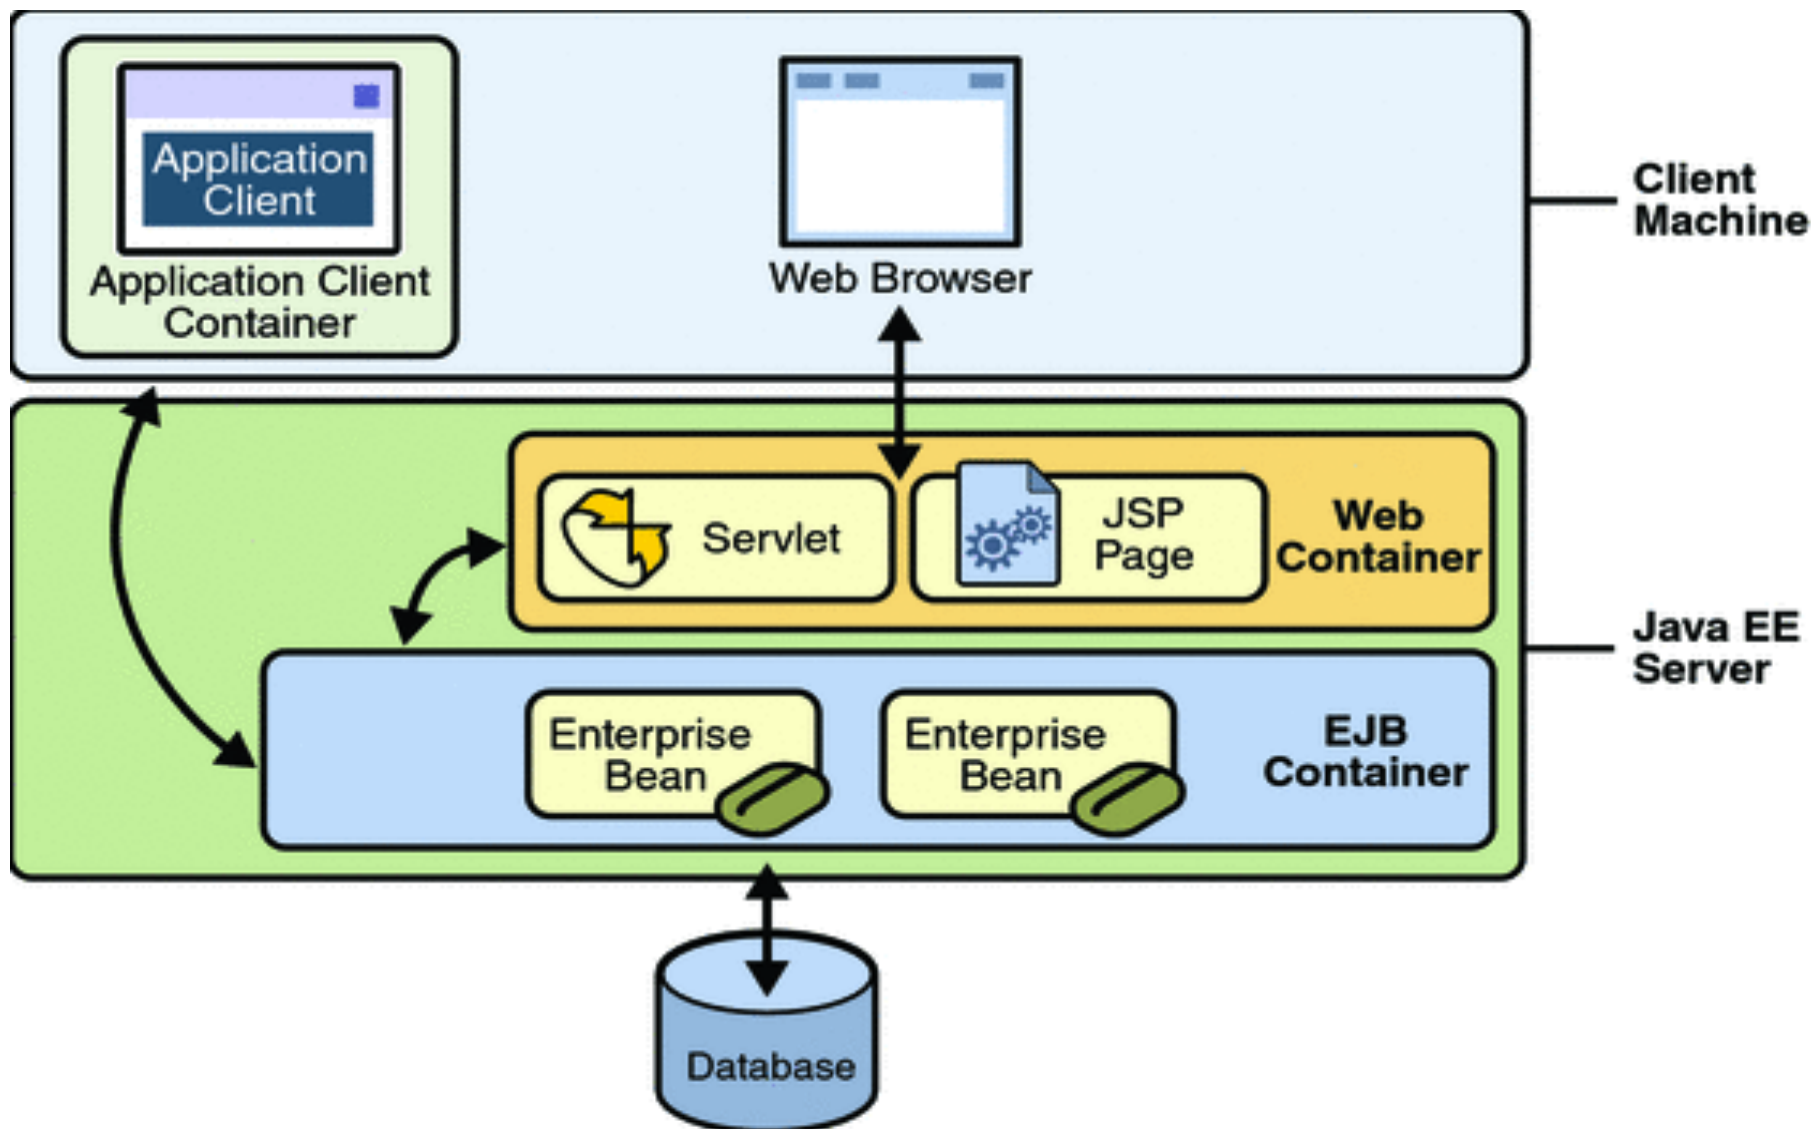 Application
Client
Application Client
Container
Web Browser
Client
Machine
Servlet
JSP
Page
Web
Container
Java EE
Server
Enterprise
Bean
Enterprise
Bean
EJB
Container
Database